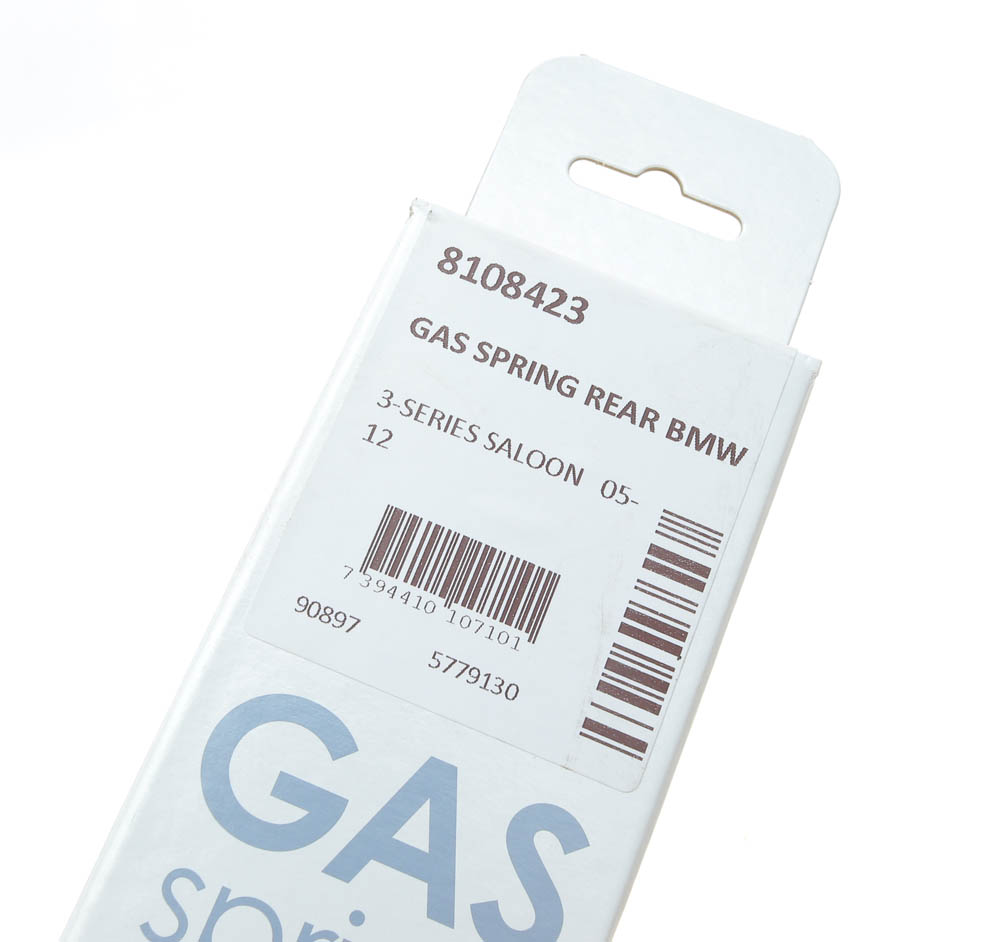 8108423
GAS SPRING REAR BMW
3-SERIES SALOON 05-
12
7 394410 107101
90897
5779130
GAS